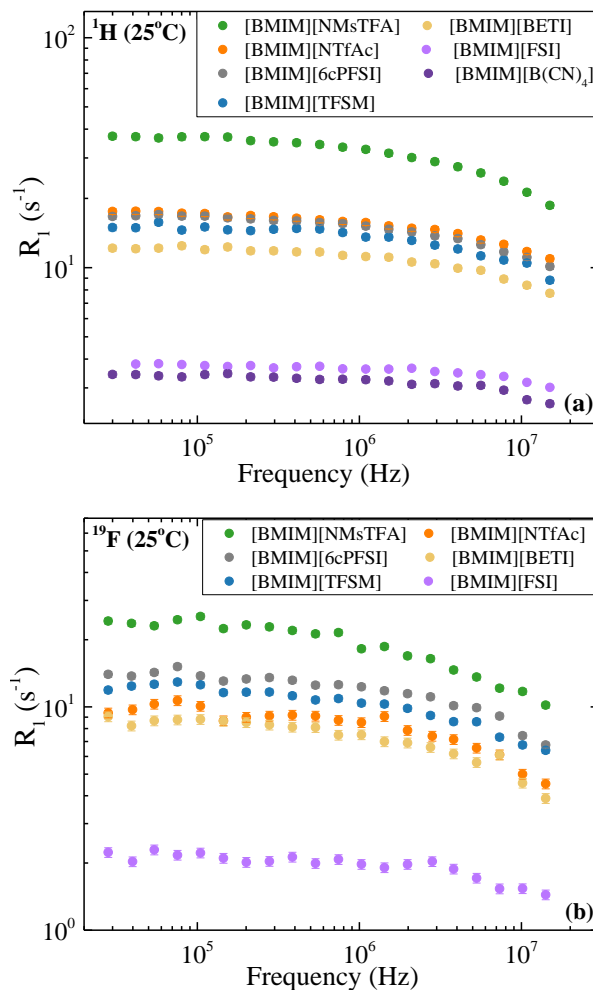 10²
¹H (25°C)
[BMIM][NMsTFA]
[BMIM][BETI]
[BMIM][NTfAc]
[BMIM][FSI]
[BMIM][6cPFSI]
[BMIM][B(CN)₄]
[BMIM][TFSM]
R₁ (s⁻¹)
10¹
(a)
10⁵
10⁶
10⁷
Frequency (Hz)
¹⁹F (25°C)
[BMIM][NMsTFA]
[BMIM][NTfAc]
[BMIM][6cPFSI]
[BMIM][BETI]
[BMIM][TFSM]
[BMIM][FSI]
R₁ (s⁻¹)
10¹
10⁰
(b)
10⁵
10⁶
10⁷
Frequency (Hz)